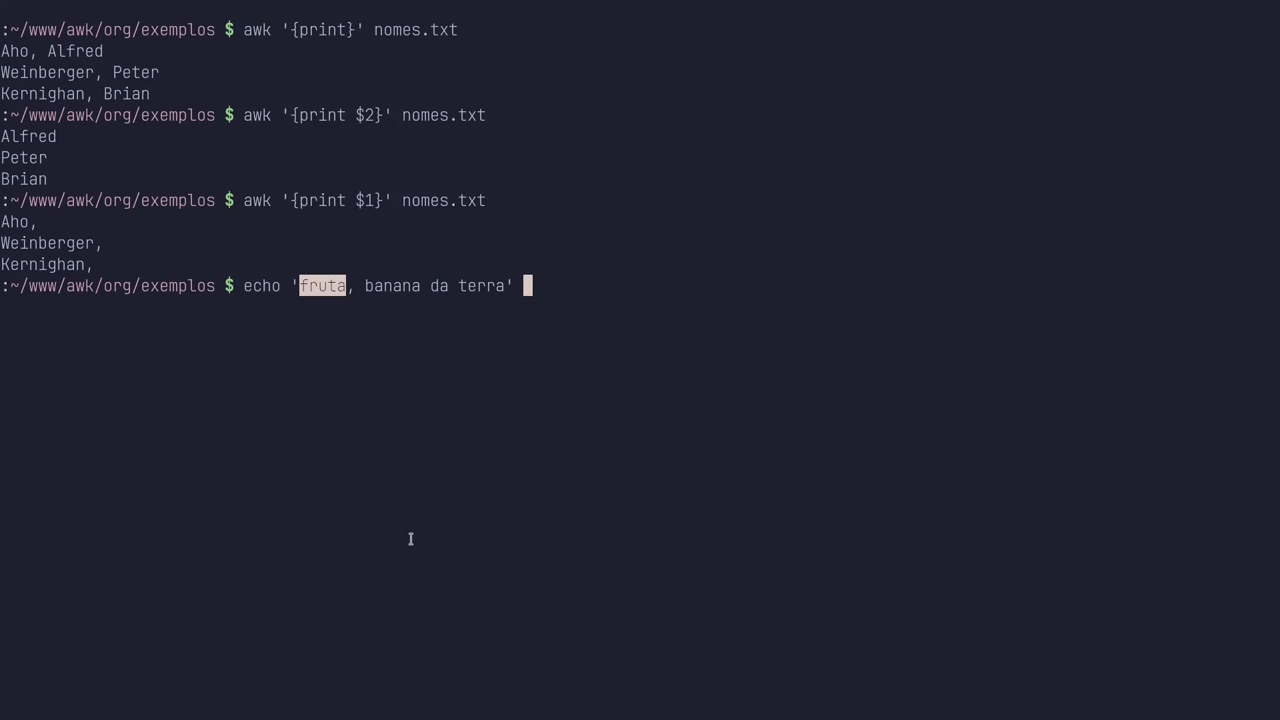 :~/www/awk/org/exemplos $ awk '{print}' nomes.txt
Aho, Alfred
Weinberger, Peter
Kernighan, Brian
:~/www/awk/org/exemplos $ awk '{print $2}' nomes.txt
Alfred
Peter
Brian
:~/www/awk/org/exemplos $ awk '{print $1}' nomes.txt
Aho,
Weinberger,
Kernighan,
:~/www/awk/org/exemplos $ echo 'fruta, banana da terra'